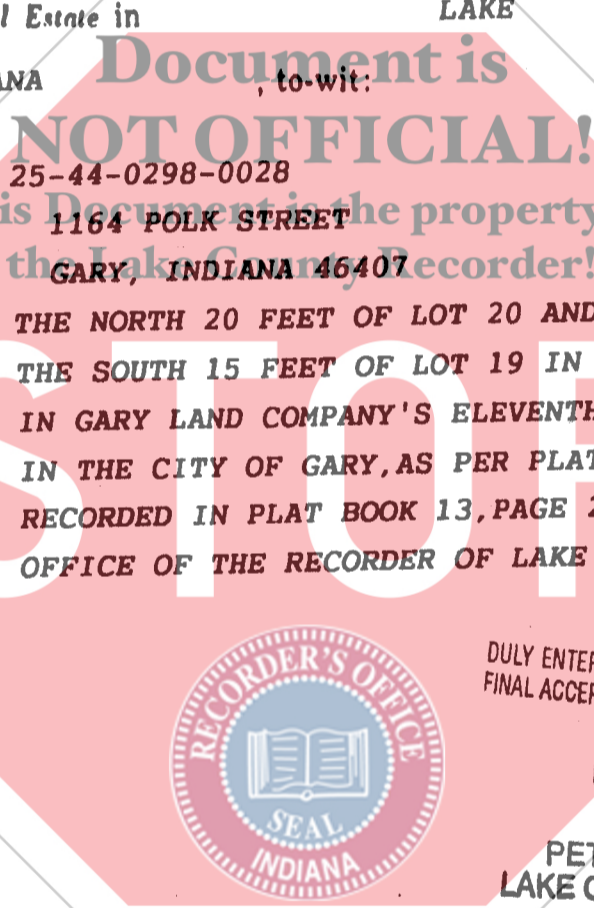 l Estate in LAKE
ANA , to-wit:
Document is
NOT OFFICIAL!
25-44-0298-0028
is Document is the property
1164 POLK STREET
the Lake County Recorder!
GARY, INDIANA 46407
THE NORTH 20 FEET OF LOT 20 AND
THE SOUTH 15 FEET OF LOT 19 IN
IN GARY LAND COMPANY'S ELEVENTH
IN THE CITY OF GARY,AS PER PLAT
RECORDED IN PLAT BOOK 13,PAGE 2
OFFICE OF THE RECORDER OF LAKE
STOP
DULY ENTER
FINAL ACCEP
RECORDER'S OFFICE
SEAL
INDIANA
PET
LAKE C